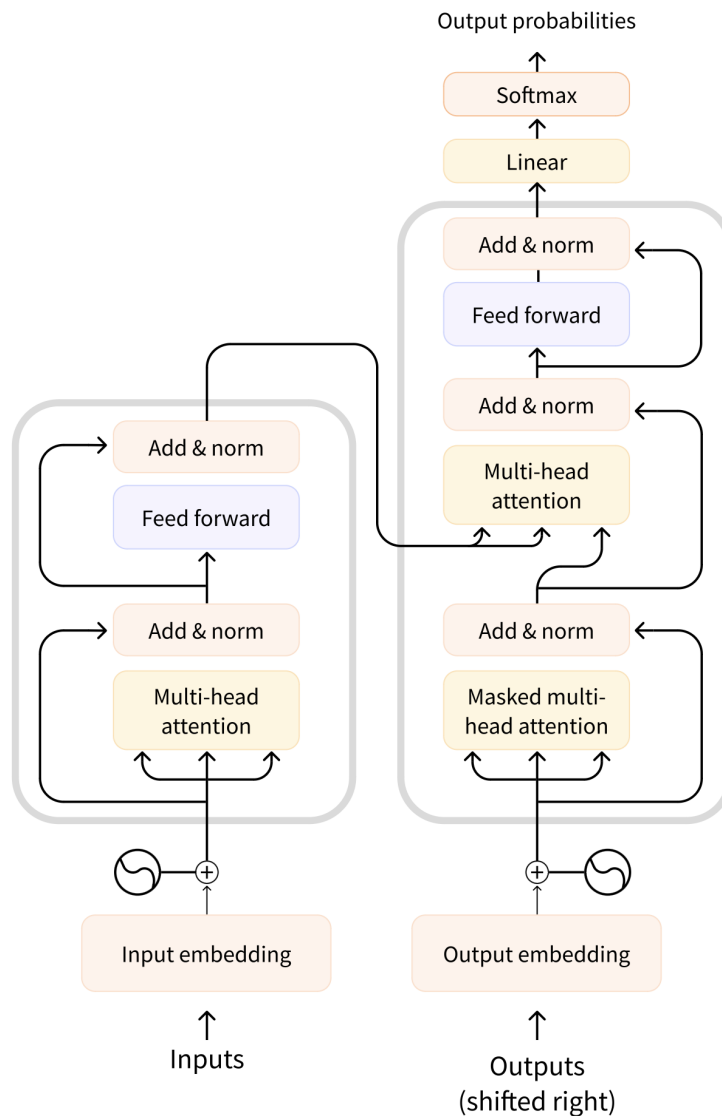 Output probabilities
Softmax
Linear
Add & norm
Feed forward
Add & norm
Multi-head
attention
Add & norm
Masked multi-
head attention
Output embedding
Outputs
(shifted right)
Add & norm
Feed forward
Add & norm
Multi-head
attention
Input embedding
Inputs